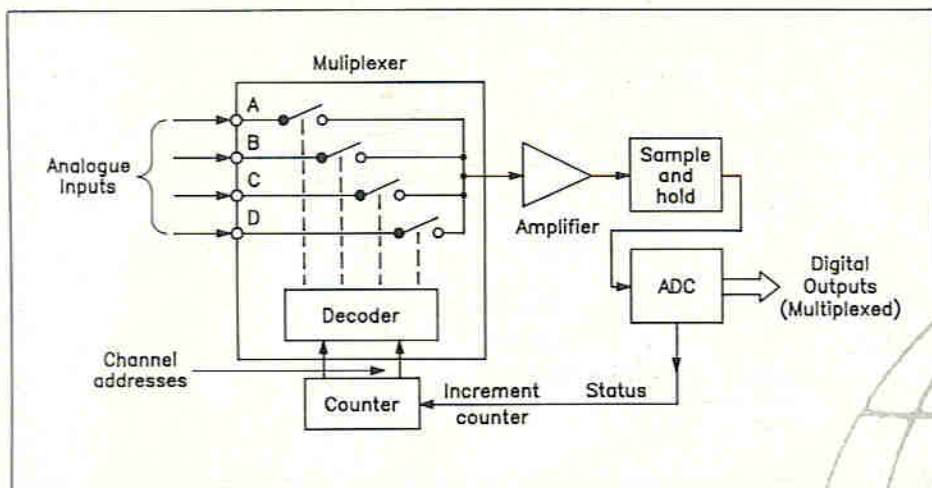 Muliplexer
A
B
C
D
Analogue
Inputs
Sample
and
hold
Amplifier
ADC
Digital
Outputs
(Multiplexed)
Decoder
Channel
addresses
Counter
Increment
counter
Status